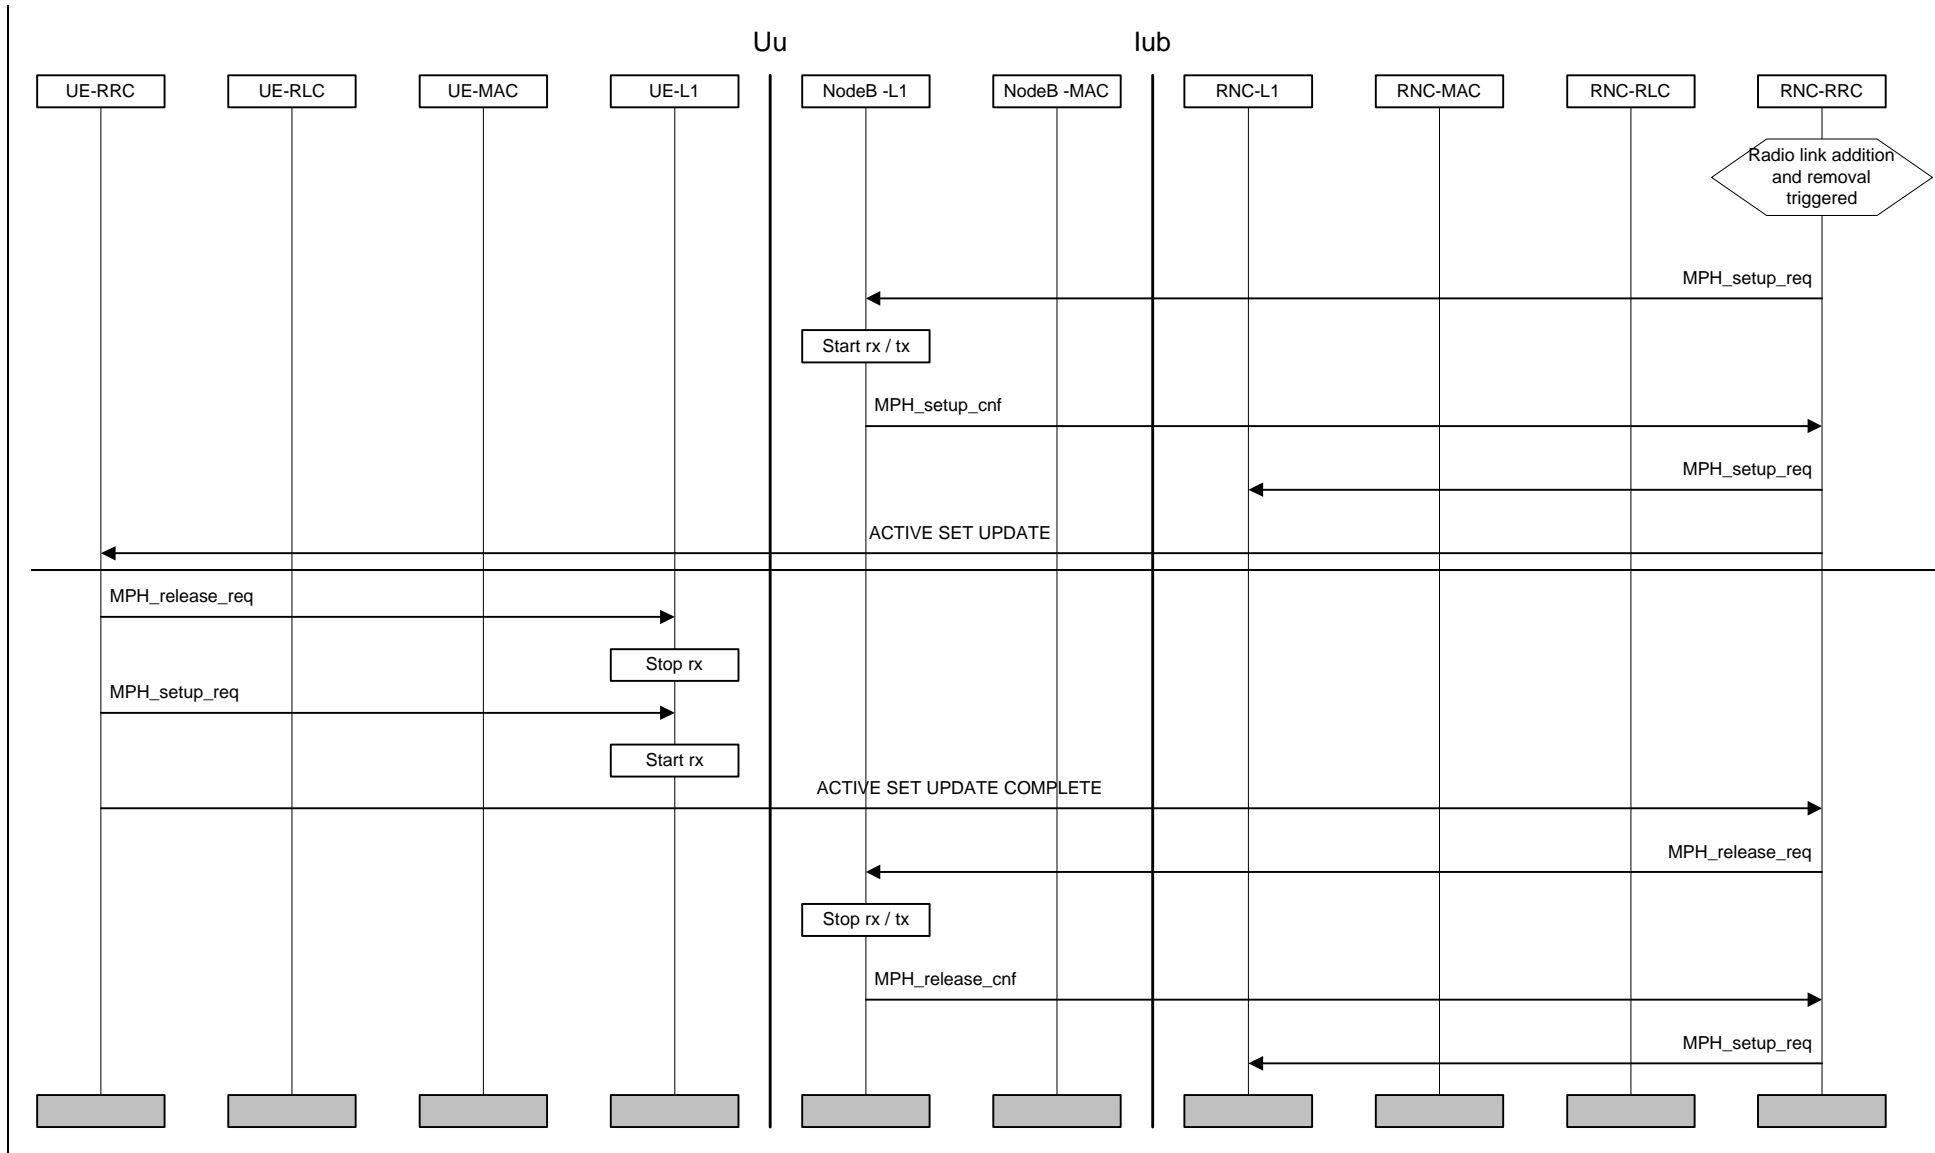 Uu
Iub
UE-RRC
UE-RLC
UE-MAC
UE-L1
NodeB -L1
NodeB -MAC
RNC-L1
RNC-MAC
RNC-RLC
RNC-RRC
Radio link addition
and removal
triggered
MPH_setup_req
Start rx / tx
MPH_setup_cnf
MPH_setup_req
ACTIVE SET UPDATE
MPH_release_req
Stop rx
MPH_setup_req
Start rx
ACTIVE SET UPDATE COMPLETE
MPH_release_req
Stop rx / tx
MPH_release_cnf
MPH_setup_req